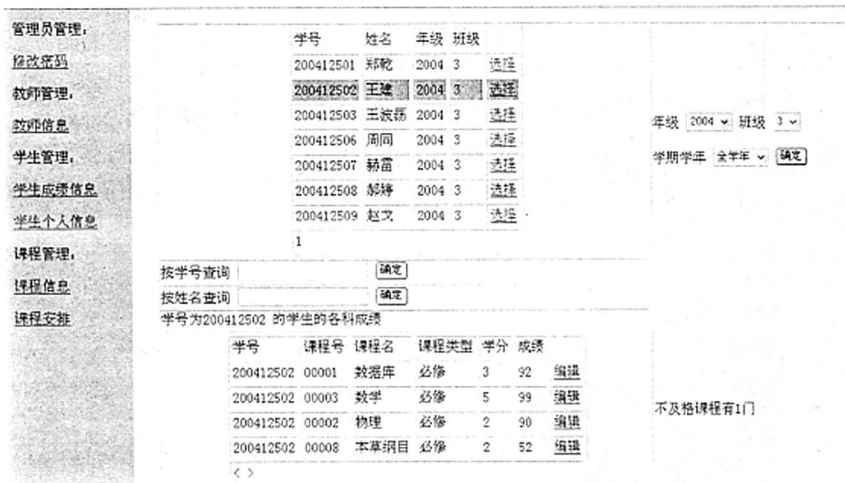 管理员管理:
修改密码
教师管理:
教师信息
学生管理:
学生成绩信息
学生个人信息
课程管理:
课程信息
课程安排
学号 姓名 年级 班级
200412501 郑乾 2004 3 选择
200412502 王建 2004 3 选择
200412503 王波荔 2004 3 选择
200412506 周同 2004 3 选择
200412507 赫雷 2004 3 选择
200412508 郝婷 2004 3 选择
200412509 赵文 2004 3 选择
1
年级 2004 班级 3
学期学年 全学年 确定
按学号查询 确定
按姓名查询 确定
学号为200412502 的学生的各科成绩
学号 课程号 课程名 课程类型 学分 成绩
200412502 00001 数据库 必修 3 92 编辑
200412502 00003 数学 必修 5 99 编辑
200412502 00002 物理 必修 2 90 编辑
200412502 00008 本草纲目 必修 2 52 编辑
< >
不及格课程有1门